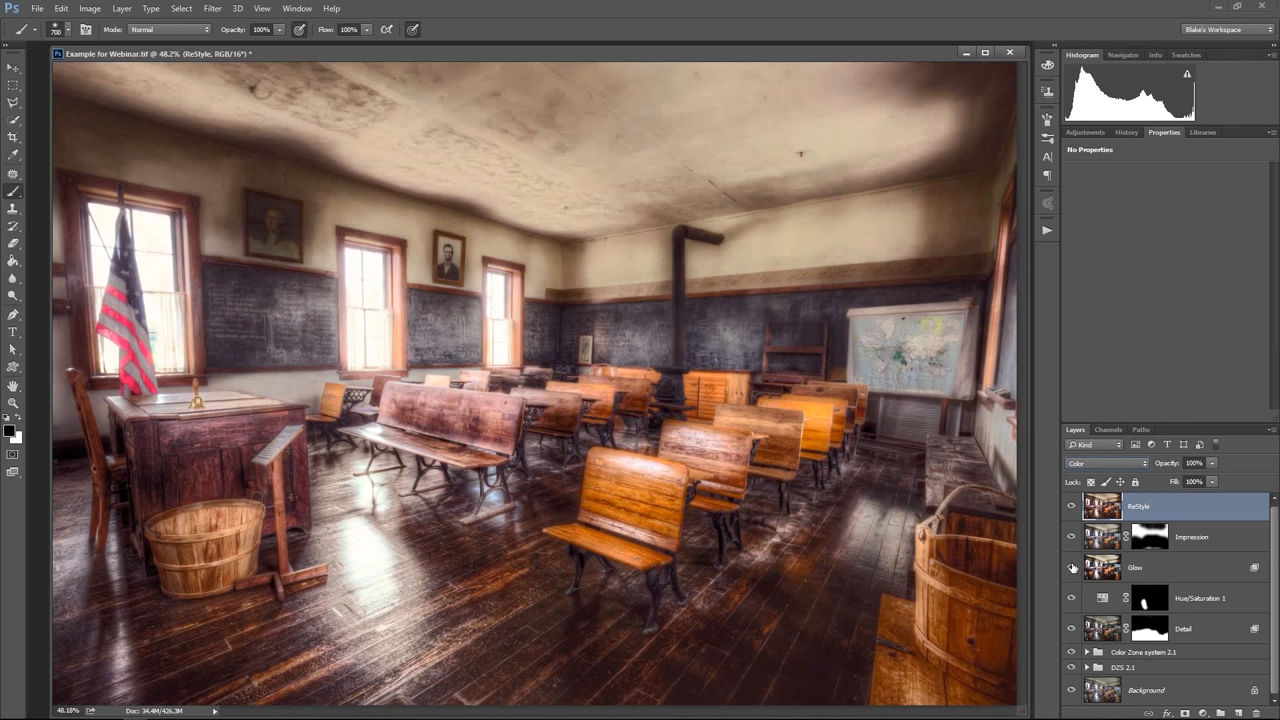 Ps File Edit Image Layer Type Select Filter 3D View Window Help
700 Mode: Normal Opacity: 100% Flow: 100% Blake's Workspace
Example for Webinar.tif @ 48.2% (ReStyle, RGB/16*) *
Histogram Navigator Info Swatches
Adjustments History Properties Libraries
No Properties
Layers Channels Paths
Kind
Color Opacity: 100%
Lock: Fill: 100%
ReStyle
Impression
Glow
Hue/Saturation 1
Detail
Color Zone system 2.1
DZS 2.1
Background
48.18% Doc: 34.4M/426.3M